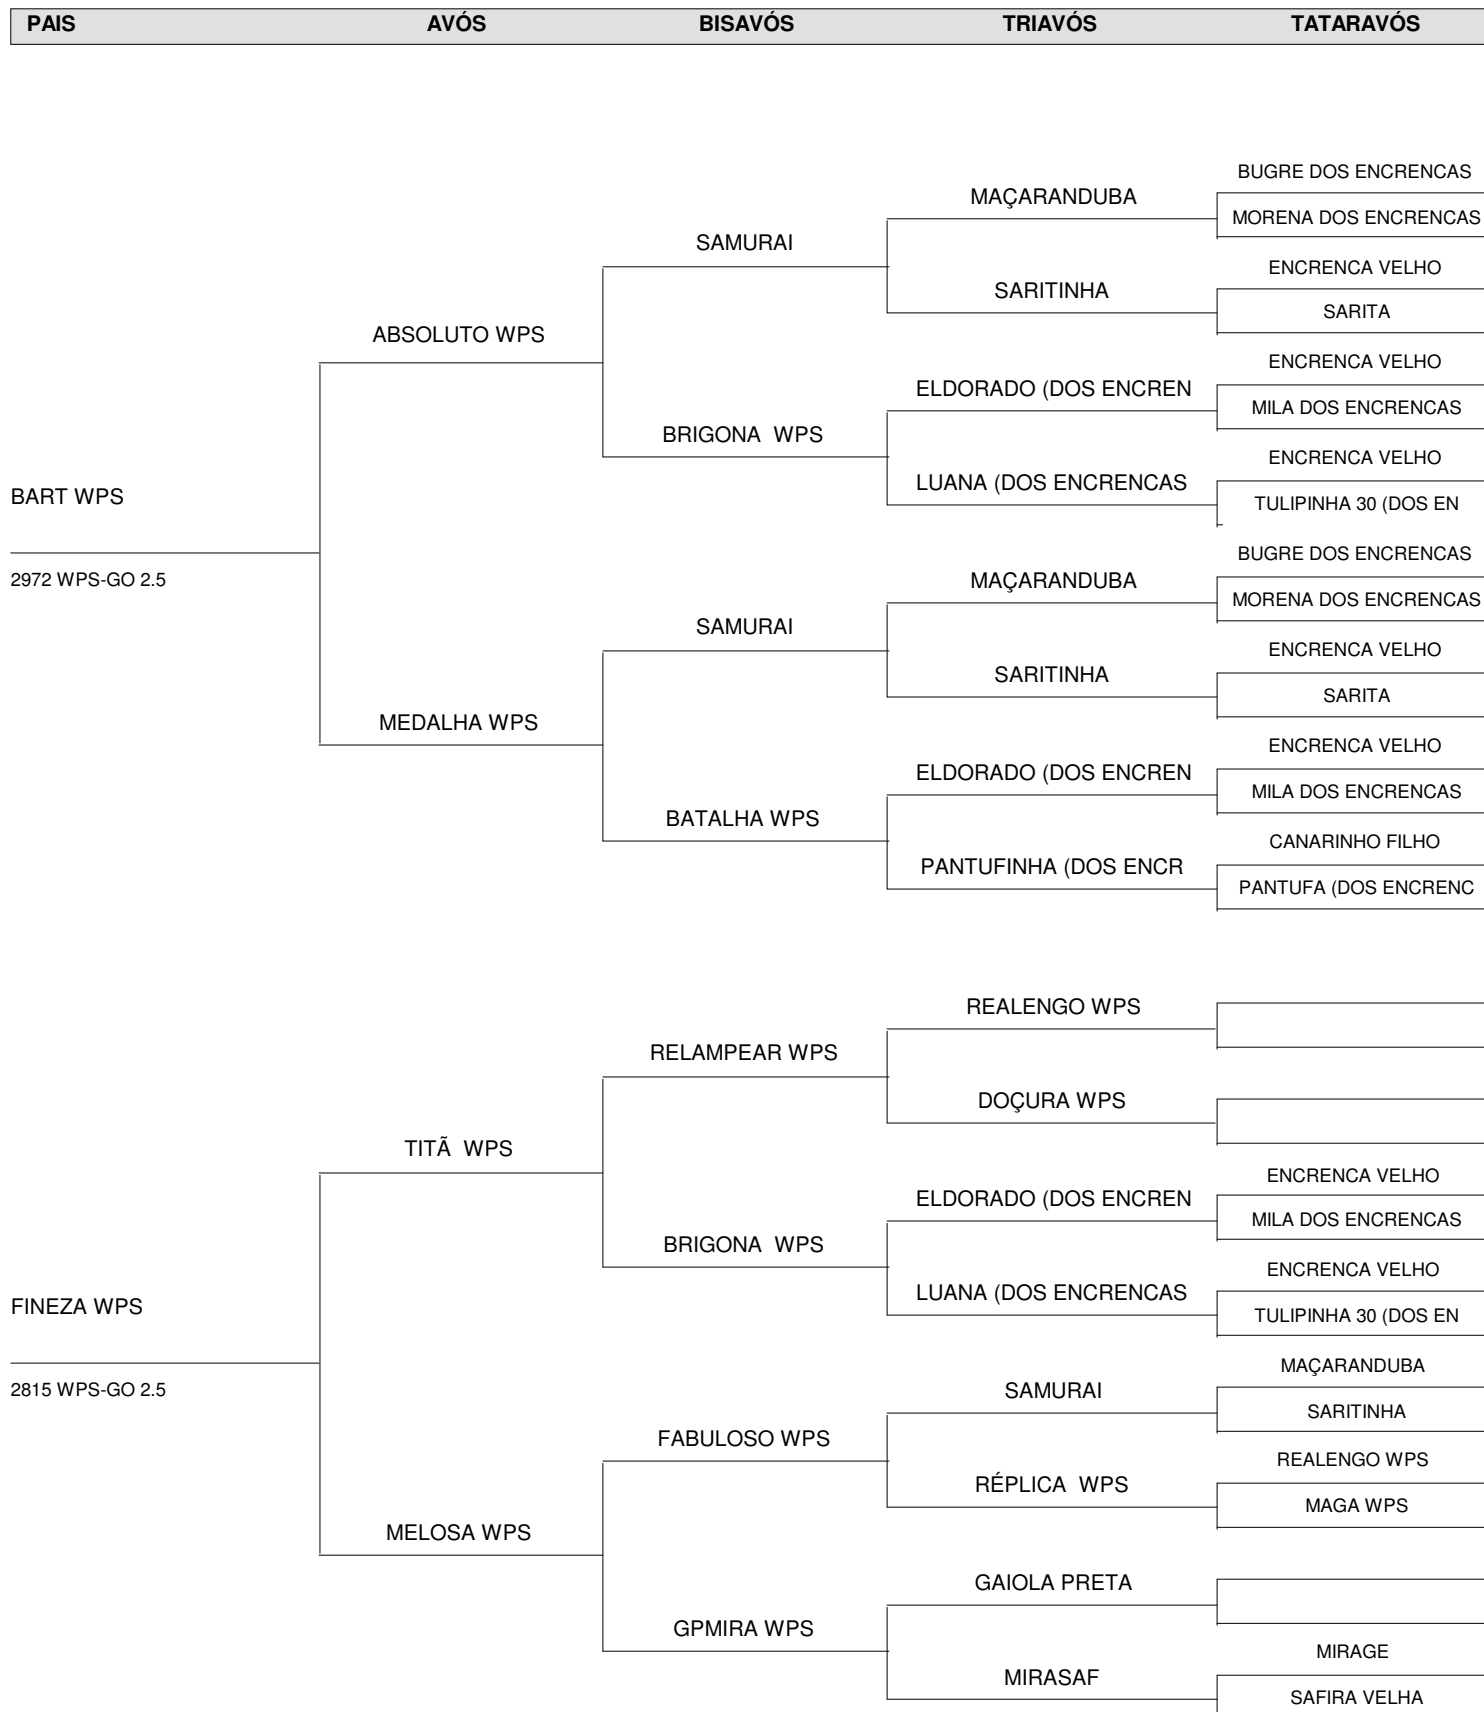 PAIS AVÓS BISAVÓS TRIAVÓS TATARAVÓS
BUGRE DOS ENCRENCAS
MAÇARANDUBA
MORENA DOS ENCRENCAS
SAMURAI
ENCRENCA VELHO
SARITINHA
SARITA
ABSOLUTO WPS
ENCRENCA VELHO
ELDORADO (DOS ENCREN
MILA DOS ENCRENCAS
BRIGONA WPS
ENCRENCA VELHO
LUANA (DOS ENCRENCAS
BART WPS
TULIPINHA 30 (DOS EN
BUGRE DOS ENCRENCAS
2972 WPS-GO 2.5
MAÇARANDUBA
MORENA DOS ENCRENCAS
SAMURAI
ENCRENCA VELHO
SARITINHA
SARITA
MEDALHA WPS
ENCRENCA VELHO
ELDORADO (DOS ENCREN
MILA DOS ENCRENCAS
BATALHA WPS
CANARINHO FILHO
PANTUFINHA (DOS ENCR
PANTUFA (DOS ENCRENC
REALENGO WPS
RELAMPEAR WPS
DOÇURA WPS
TITÃ WPS
ENCRENCA VELHO
ELDORADO (DOS ENCREN
MILA DOS ENCRENCAS
BRIGONA WPS
ENCRENCA VELHO
LUANA (DOS ENCRENCAS
FINEZA WPS
TULIPINHA 30 (DOS EN
MAÇARANDUBA
2815 WPS-GO 2.5
SAMURAI
SARITINHA
FABULOSO WPS
REALENGO WPS
RÉPLICA WPS
MAGA WPS
MELOSA WPS
GAIOLA PRETA
GPMIRA WPS
MIRAGE
MIRASAF
SAFIRA VELHA